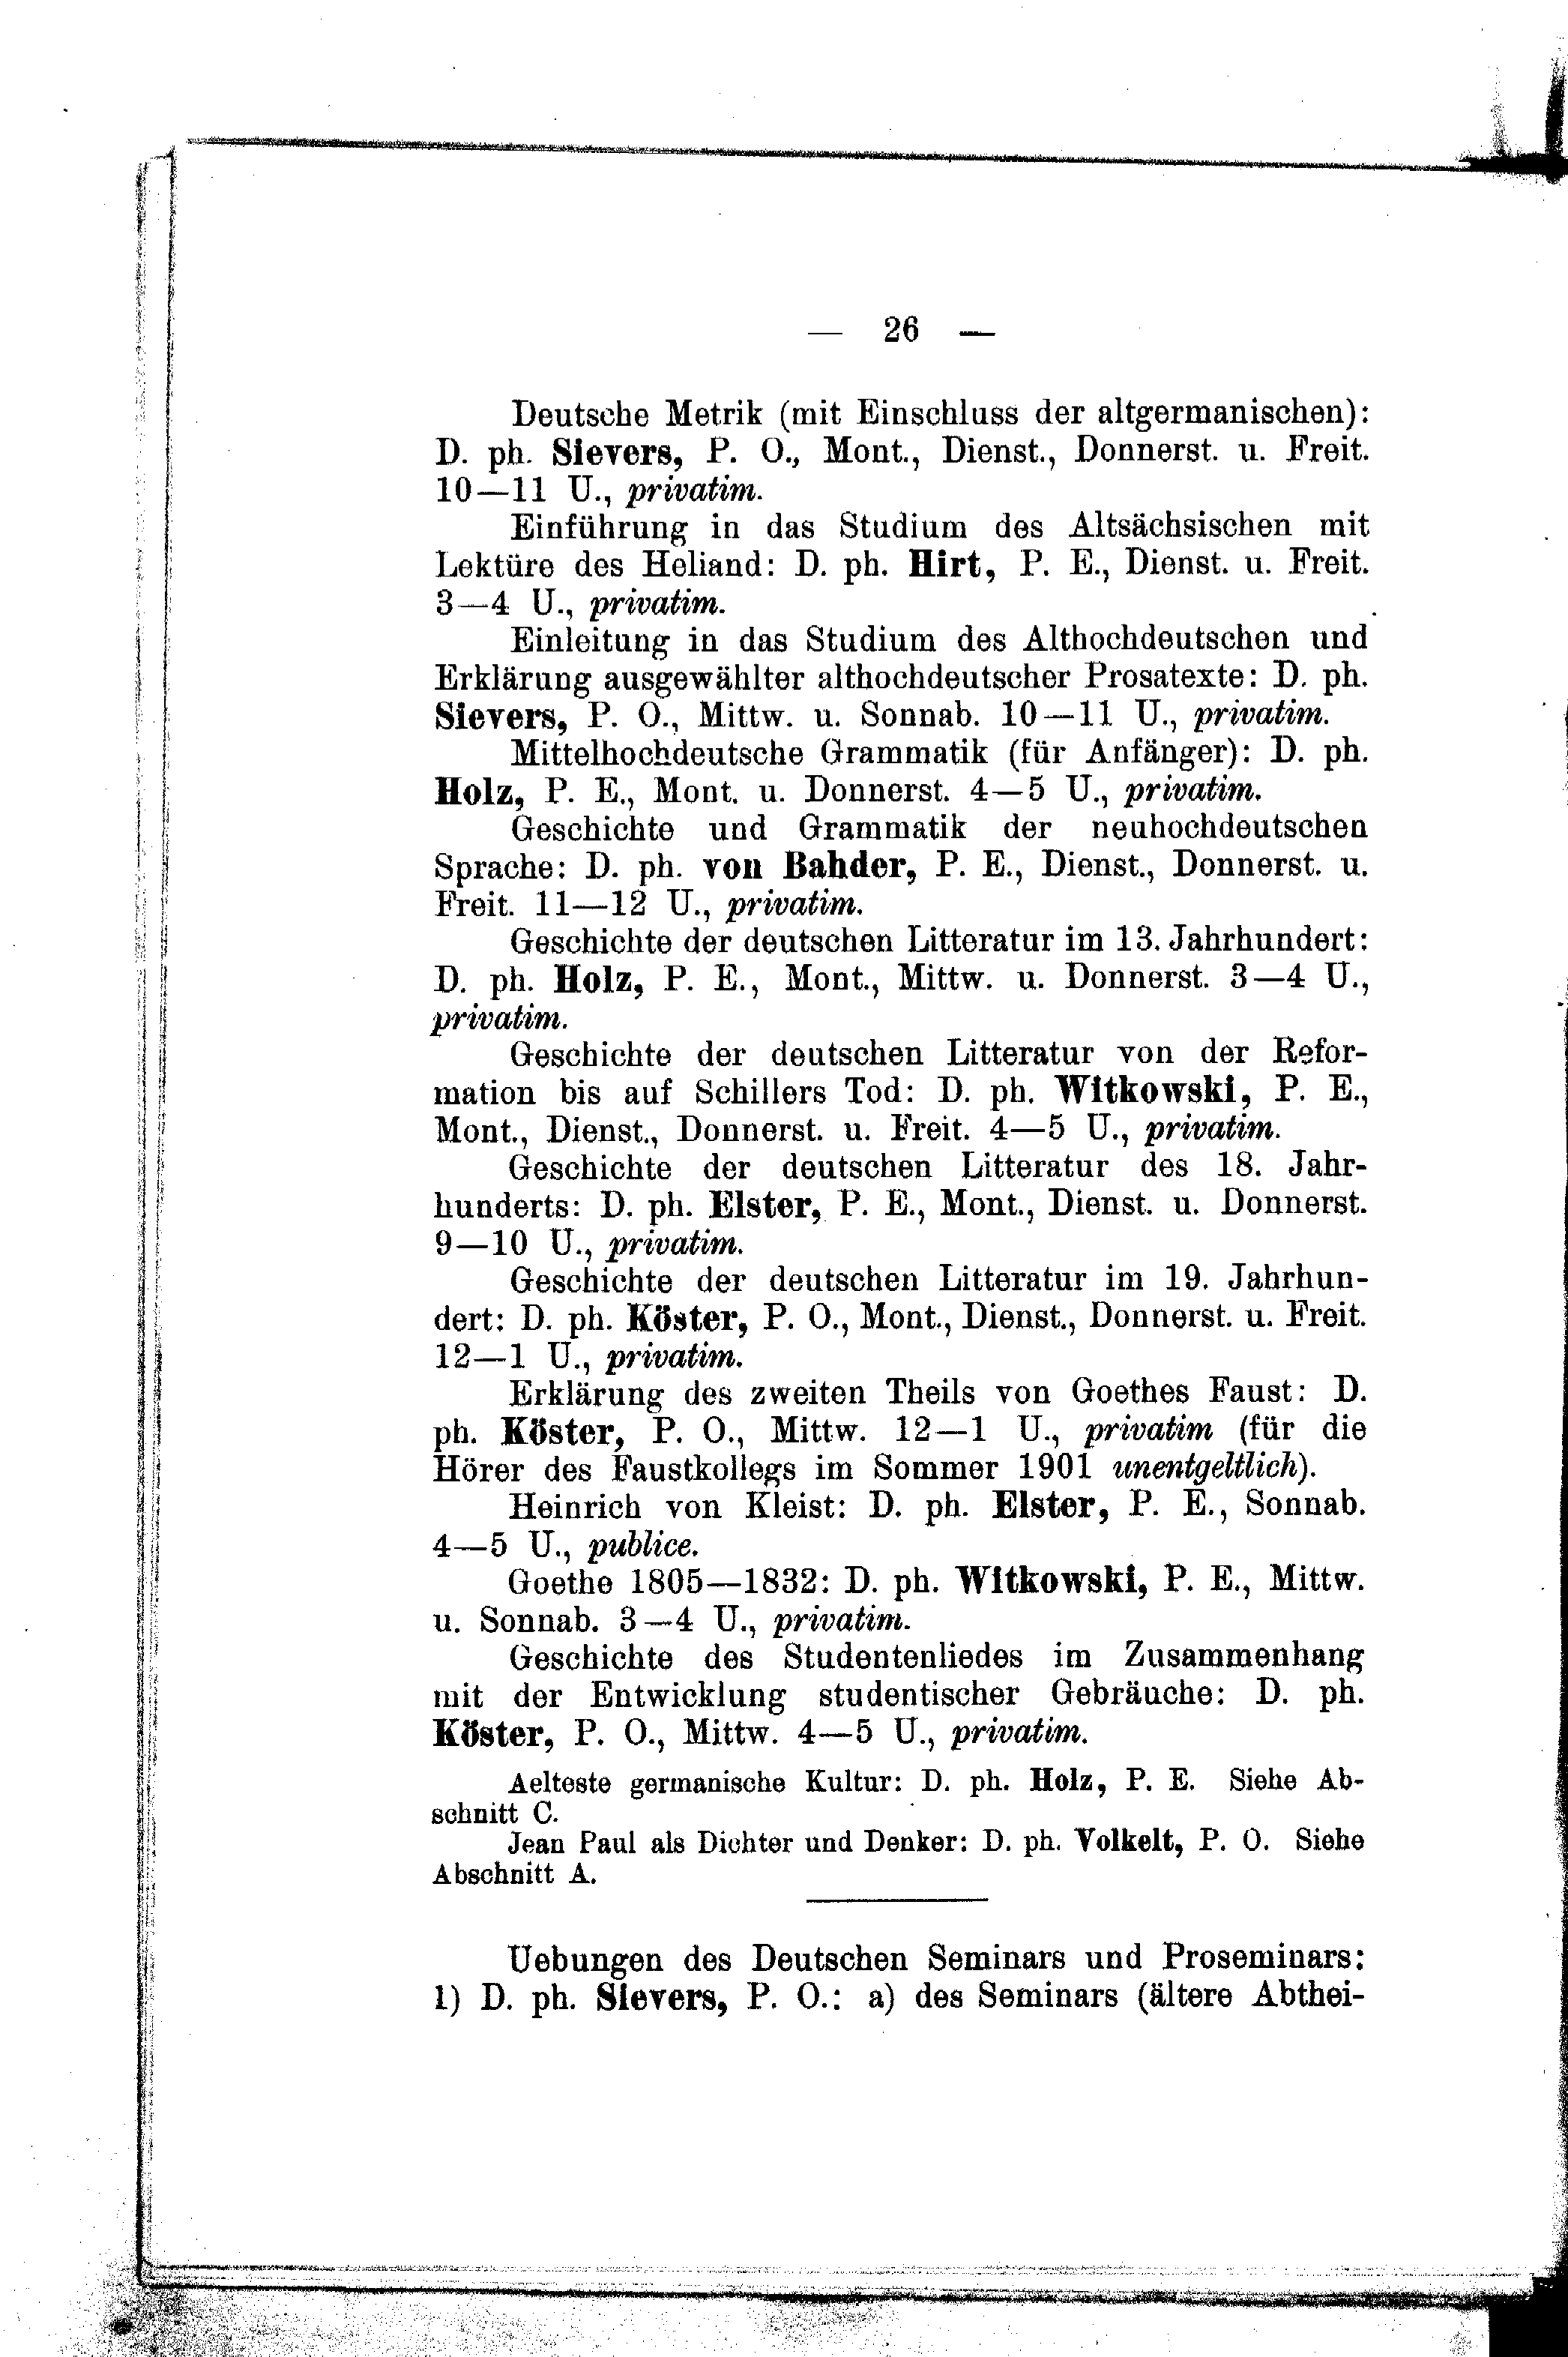 — 26 —
Deutsche Metrik (mit Einschluss der altgermanischen):
D. ph. Sievers, P. O., Mont., Dienst., Donnerst. u. Freit.
10—11 U., privatim.
Einführung in das Studium des Altsächsischen mit
Lektüre des Heliand: D. ph. Hirt, P. E., Dienst. u. Freit.
3—4 U., privatim.
Einleitung in das Studium des Althochdeutschen und
Erklärung ausgewählter althochdeutscher Prosatexte: D. ph.
Sievers, P. O., Mittw. u. Sonnab. 10—11 U., privatim.
Mittelhochdeutsche Grammatik (für Anfänger): D. ph.
Holz, P. E., Mont. u. Donnerst. 4—5 U., privatim.
Geschichte und Grammatik der neuhochdeutschen
Sprache: D. ph. von Bahder, P. E., Dienst., Donnerst. u.
Freit. 11—12 U., privatim.
Geschichte der deutschen Litteratur im 13. Jahrhundert:
D. ph. Holz, P. E., Mont., Mittw. u. Donnerst. 3—4 U.,
privatim.
Geschichte der deutschen Litteratur von der Refor-
mation bis auf Schillers Tod: D. ph. Witkowski, P. E.,
Mont., Dienst., Donnerst. u. Freit. 4—5 U., privatim.
Geschichte der deutschen Litteratur des 18. Jahr-
hunderts: D. ph. Elster, P. E., Mont., Dienst. u. Donnerst.
9—10 U., privatim.
Geschichte der deutschen Litteratur im 19. Jahrhun-
dert: D. ph. Köster, P. O., Mont., Dienst., Donnerst. u. Freit.
12—1 U., privatim.
Erklärung des zweiten Theils von Goethes Faust: D.
ph. Köster, P. O., Mittw. 12—1 U., privatim (für die
Hörer des Faustkollegs im Sommer 1901 unentgeltlich).
Heinrich von Kleist: D. ph. Elster, P. E., Sonnab.
4—5 U., publice.
Goethe 1805—1832: D. ph. Witkowski, P. E., Mittw.
u. Sonnab. 3—4 U., privatim.
Geschichte des Studentenliedes im Zusammenhang
mit der Entwicklung studentischer Gebräuche: D. ph.
Köster, P. O., Mittw. 4—5 U., privatim.
Aelteste germanische Kultur: D. ph. Holz, P. E. Siehe Ab-
schnitt C.
Jean Paul als Dichter und Denker: D. ph. Volkelt, P. O. Siehe
Abschnitt A.
Uebungen des Deutschen Seminars und Proseminars:
1) D. ph. Sievers, P. O.: a) des Seminars (ältere Abthei-